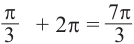 π/3 + 2π = 7π/3